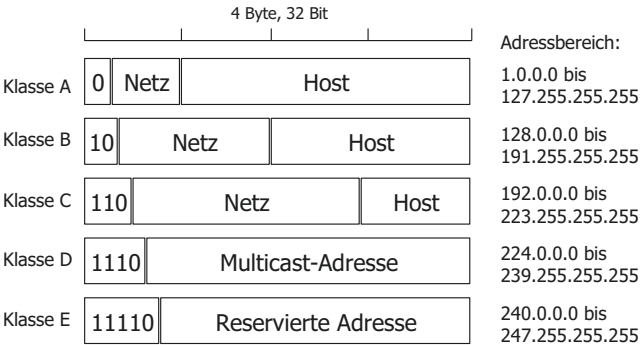 4 Byte, 32 Bit
Adressbereich:
Klasse A
0
Netz
Host
1.0.0.0 bis
127.255.255.255
Klasse B
10
Netz
Host
128.0.0.0 bis
191.255.255.255
Klasse C
110
Netz
Host
192.0.0.0 bis
223.255.255.255
Klasse D
1110
Multicast-Adresse
224.0.0.0 bis
239.255.255.255
Klasse E
11110
Reservierte Adresse
240.0.0.0 bis
247.255.255.255